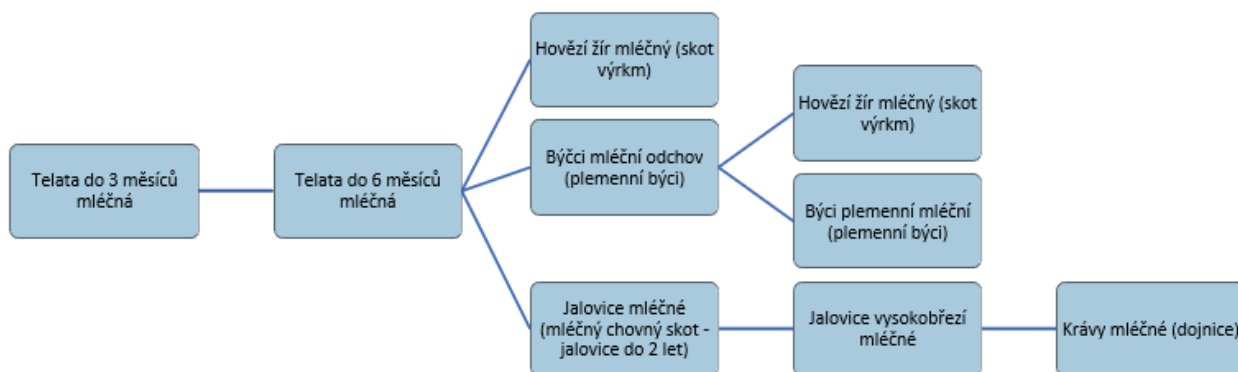 Telata do 3 měsíců
mléčná
Telata do 6 měsíců
mléčná
Hovězí žír mléčný (skot
výrkm)
Býčci mléční odchov
(plemenní býci)
Jalovice mléčné
(mléčný chovný skot -
jalovice do 2 let)
Hovězí žír mléčný (skot
výrkm)
Býci plemenní mléční
(plemenní býci)
Jalovice vysokobřezí
mléčné
Krávy mléčné (dojnice)